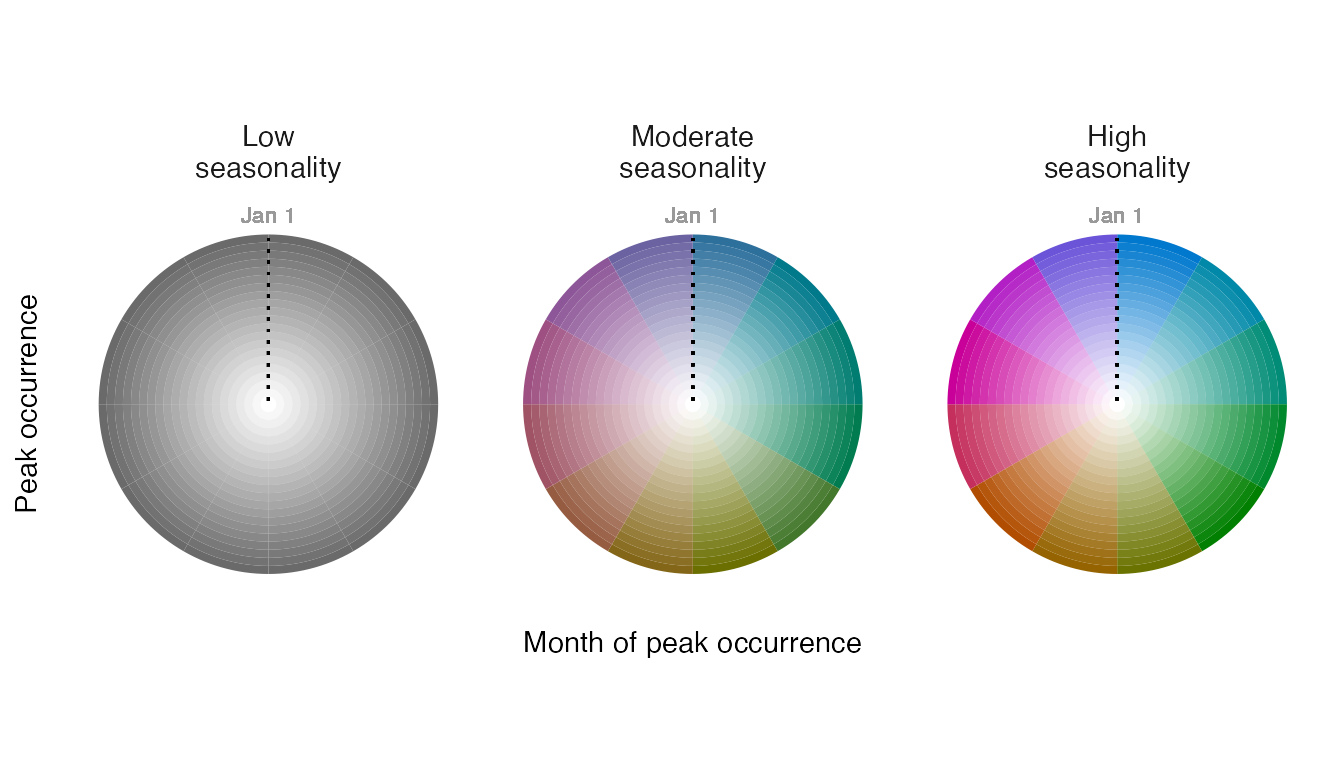 Low
seasonality
Moderate
seasonality
High
seasonality
Jan 1
Jan 1
Jan 1
Peak occurrence
Month of peak occurrence